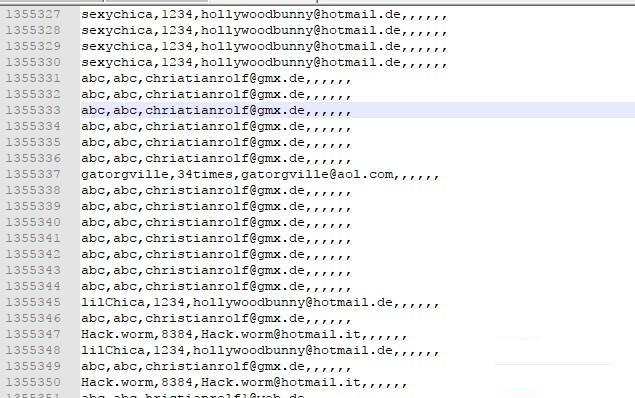 1355327 sexychica,1234,hollywoodbunny@hotmail.de,,,,,,
1355328 sexychica,1234,hollywoodbunny@hotmail.de,,,,,,
1355329 sexychica,1234,hollywoodbunny@hotmail.de,,,,,,
1355330 sexychica,1234,hollywoodbunny@hotmail.de,,,,,,
1355331 abc,abc,chriatianrolf@gmx.de,,,,,,
1355332 abc,abc,chriatianrolf@gmx.de,,,,,,
1355333 abc,abc,chriatianrolf@gmx.de,,,,,,
1355334 abc,abc,chriatianrolf@gmx.de,,,,,,
1355335 abc,abc,chriatianrolf@gmx.de,,,,,,
1355336 abc,abc,chriatianrolf@gmx.de,,,,,,
1355337 gatorgville,34times,gatorgville@aol.com,,,,,,
1355338 abc,abc,christianrolf@gmx.de,,,,,,
1355339 abc,abc,christianrolf@gmx.de,,,,,,
1355340 abc,abc,christianrolf@gmx.de,,,,,,
1355341 abc,abc,christianrolf@gmx.de,,,,,,
1355342 abc,abc,christianrolf@gmx.de,,,,,,
1355343 abc,abc,christianrolf@gmx.de,,,,,,
1355344 abc,abc,christianrolf@gmx.de,,,,,,
1355345 lilChica,1234,hollywoodbunny@hotmail.de,,,,,,
1355346 abc,abc,christianrolf@gmx.de,,,,,,
1355347 Hack.worm,8384,Hack.worm@hotmail.it,,,,,,
1355348 lilChica,1234,hollywoodbunny@hotmail.de,,,,,,
1355349 abc,abc,christianrolf@gmx.de,,,,,,
1355350 Hack.worm,8384,Hack.worm@hotmail.it,,,,,,